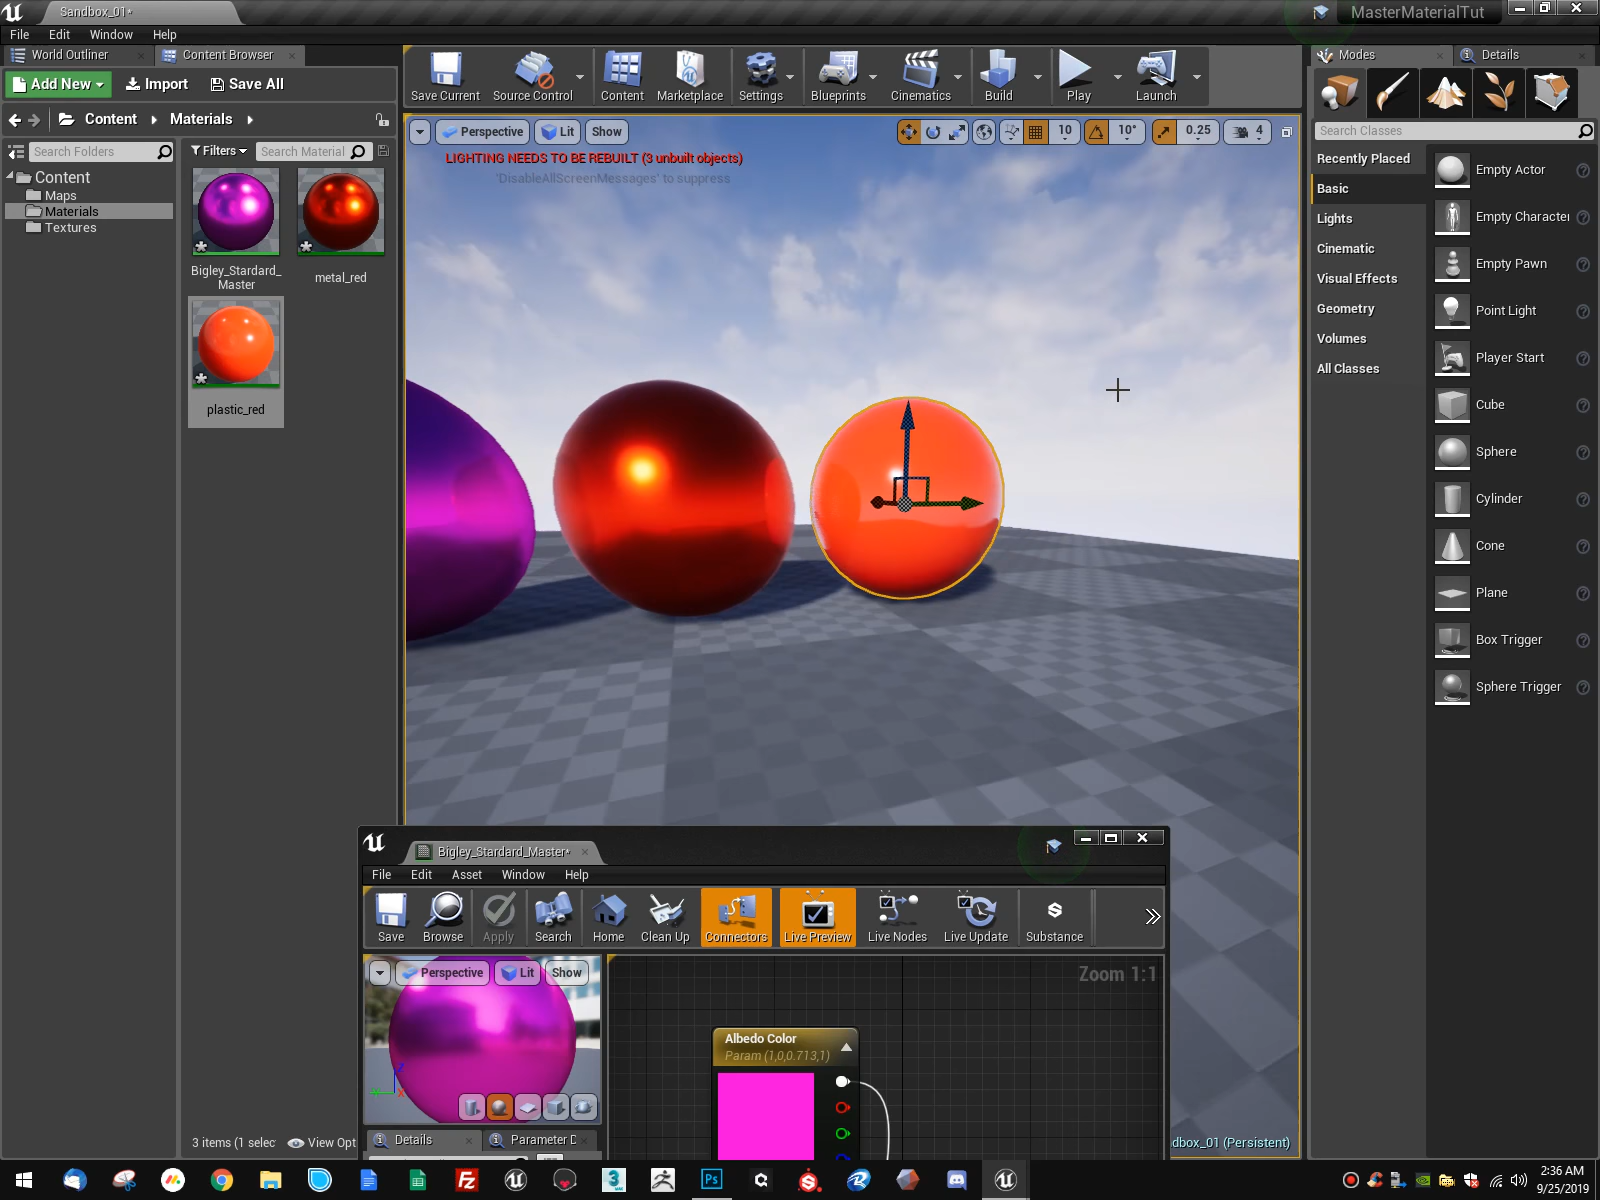 Sandbox_01*
MasterMaterialTut
File Edit Window Help
World Outliner
Content Browser
Modes
Details
Add New
Import
Save All
Save Current
Source Control
Content
Marketplace
Settings
Blueprints
Cinematics
Build
Play
Launch
Content
Materials
Search Folders
Filters
Search Material
Content
Maps
Materials
Textures
Bigley_Stardard_
Master
metal_red
plastic_red
3 items (1 selec
View Opt
Perspective
Lit
Show
10
10°
0.25
4
LIGHTING NEEDS TO BE REBUILT (3 unbuilt objects)
'DisableAllScreenMessages' to suppress
Search Classes
Recently Placed
Basic
Lights
Cinematic
Visual Effects
Geometry
Volumes
All Classes
Empty Actor
Empty Character
Empty Pawn
Point Light
Player Start
Cube
Sphere
Cylinder
Cone
Plane
Box Trigger
Sphere Trigger
Bigley_Stardard_Master*
File Edit Asset Window Help
Save
Browse
Apply
Search
Home
Clean Up
Connectors
Live Preview
Live Nodes
Live Update
Substance
Perspective
Lit
Show
Zoom 1:1
Albedo Color
Param (1,0,0.713,1)
Details
Parameter D
dbox_01 (Persistent)
2:36 AM
9/25/2019